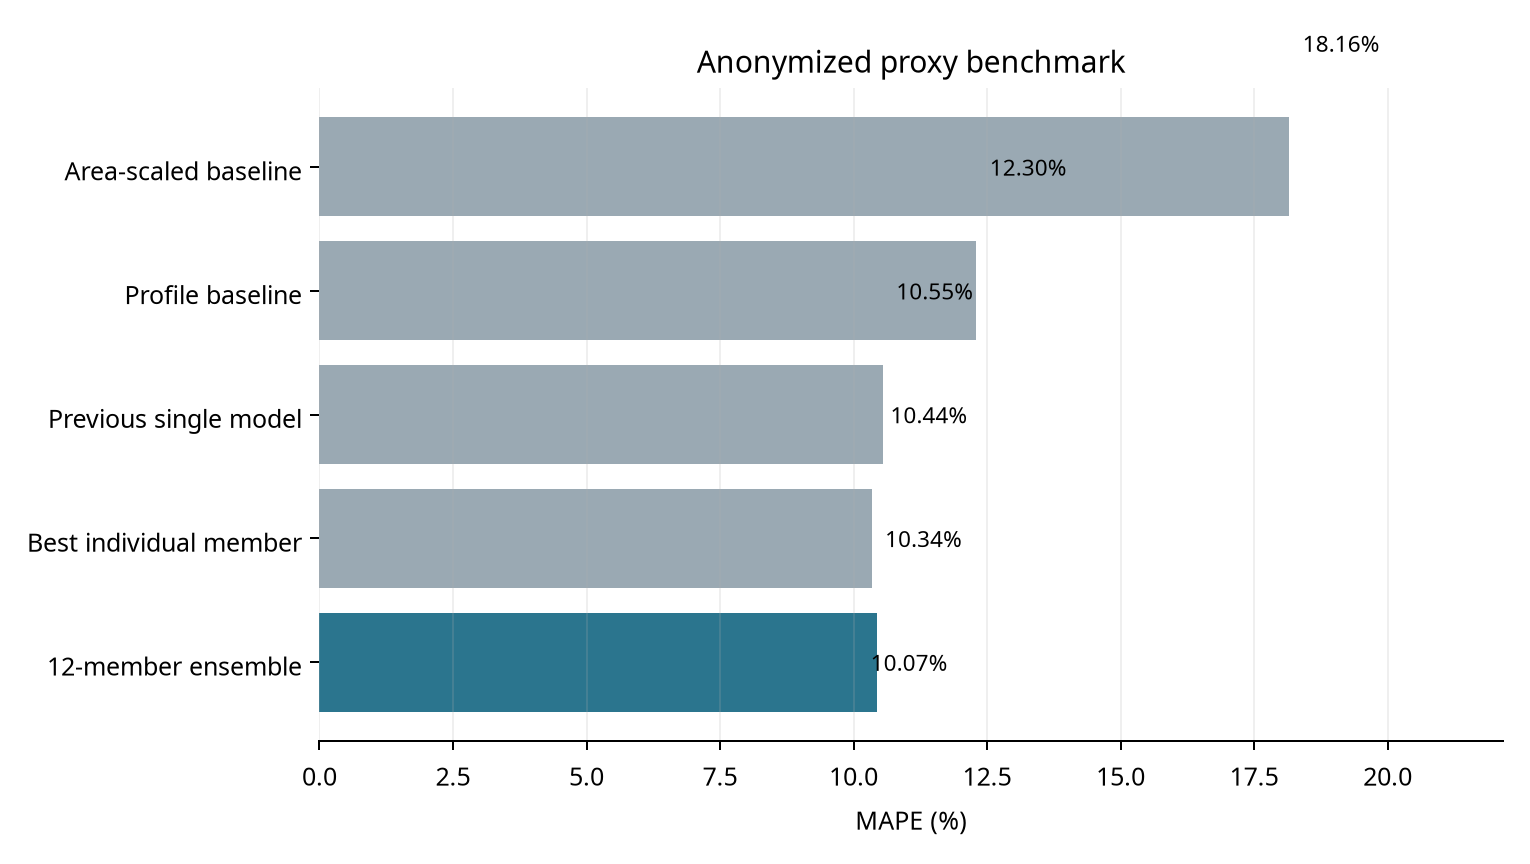 18.16%
Anonymized proxy benchmark
Area-scaled baseline
12.30%
Profile baseline
10.55%
Previous single model
10.44%
Best individual member
10.34%
12-member ensemble
10.07%
0.0 2.5 5.0 7.5 10.0 12.5 15.0 17.5 20.0
MAPE (%)